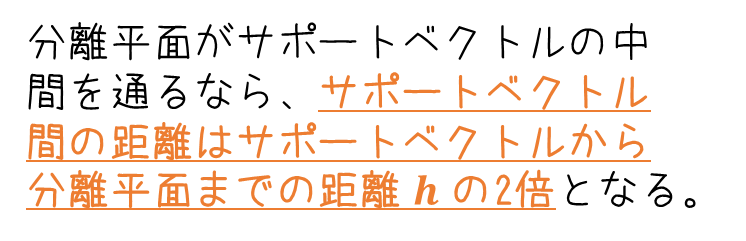 分離平面がサポートベクトルの中
間を通るなら、サポートベクトル
間の距離はサポートベクトルから
分離平面までの距離 h の2倍となる。